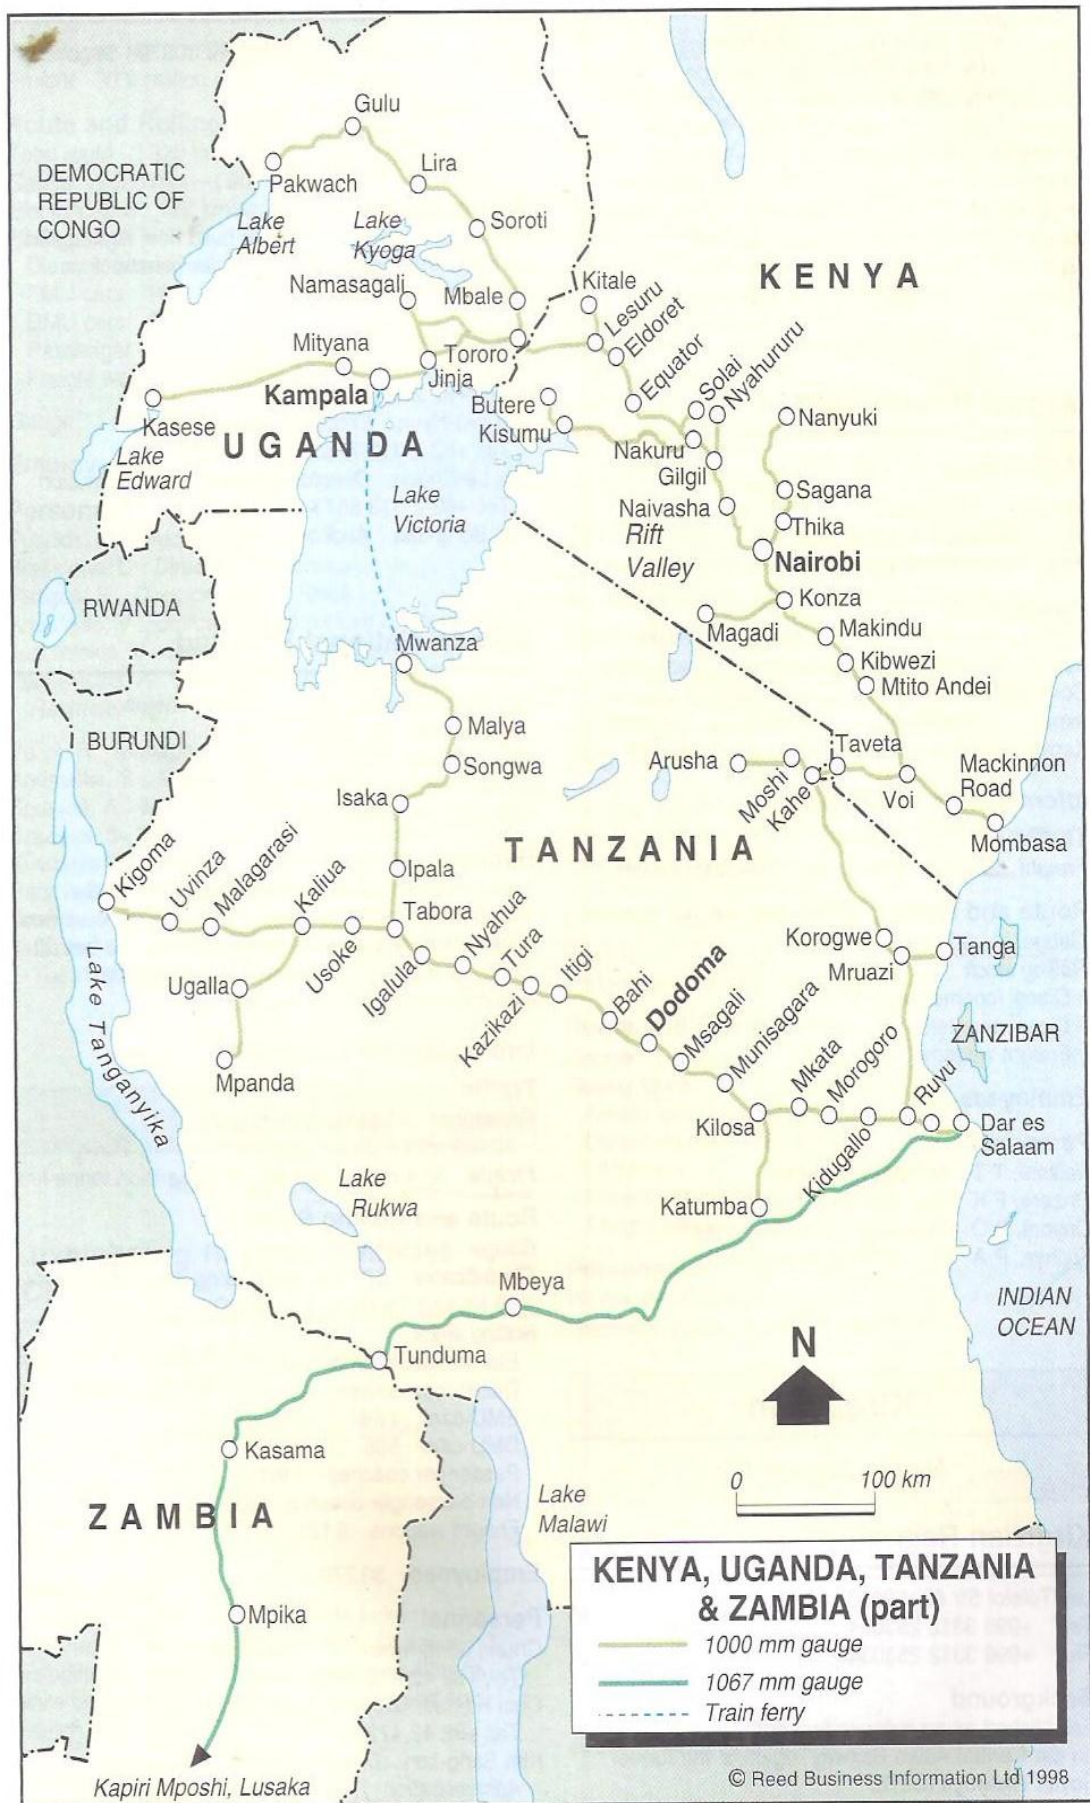 Gulu
Pakwach
Lira
DEMOCRATIC
REPUBLIC OF
CONGO
Lake
Albert
Lake
Kyoga
Soroti
KENYA
Namasagali
Mbale
Kitale
Lesuru
Eldoret
Mityana
Tororo
Jinja
Equator
Solai
Nyahururu
Kampala
Butere
Kisumu
Nanyuki
Kasese
UGANDA
Nakuru
Gilgil
Lake
Edward
Lake
Victoria
Naivasha
Sagana
Thika
Rift
Valley
Nairobi
RWANDA
Konza
Magadi
Makindu
Mwanza
Kibwezi
Mtito Andei
BURUNDI
Malya
Songwa
Arusha
Moshi
Kahe
Taveta
Voi
Mackinnon
Road
Mombasa
Isaka
TANZANIA
Ipala
Kigoma
Uvinza
Malagarasi
Kaliua
Usoke
Tabora
Igalula
Nyahua
Tura
Kazikazi
Itigi
Bahi
Dodoma
Msagali
Munisagara
Korogwe
Mruazi
Tanga
Ugalla
Mpanda
Lake Tanganyika
ZANZIBAR
Kilosa
Mkata
Morogoro
Kidugallo
Ruvu
Dar es
Salaam
Katumba
Lake
Rukwa
Mbeya
Tunduma
INDIAN
OCEAN
N
Kasama
0 100 km
ZAMBIA
Lake
Malawi
Mpika
Kapiri Mposhi, Lusaka
KENYA, UGANDA, TANZANIA
& ZAMBIA (part)
1000 mm gauge
1067 mm gauge
Train ferry
© Reed Business Information Ltd 1998